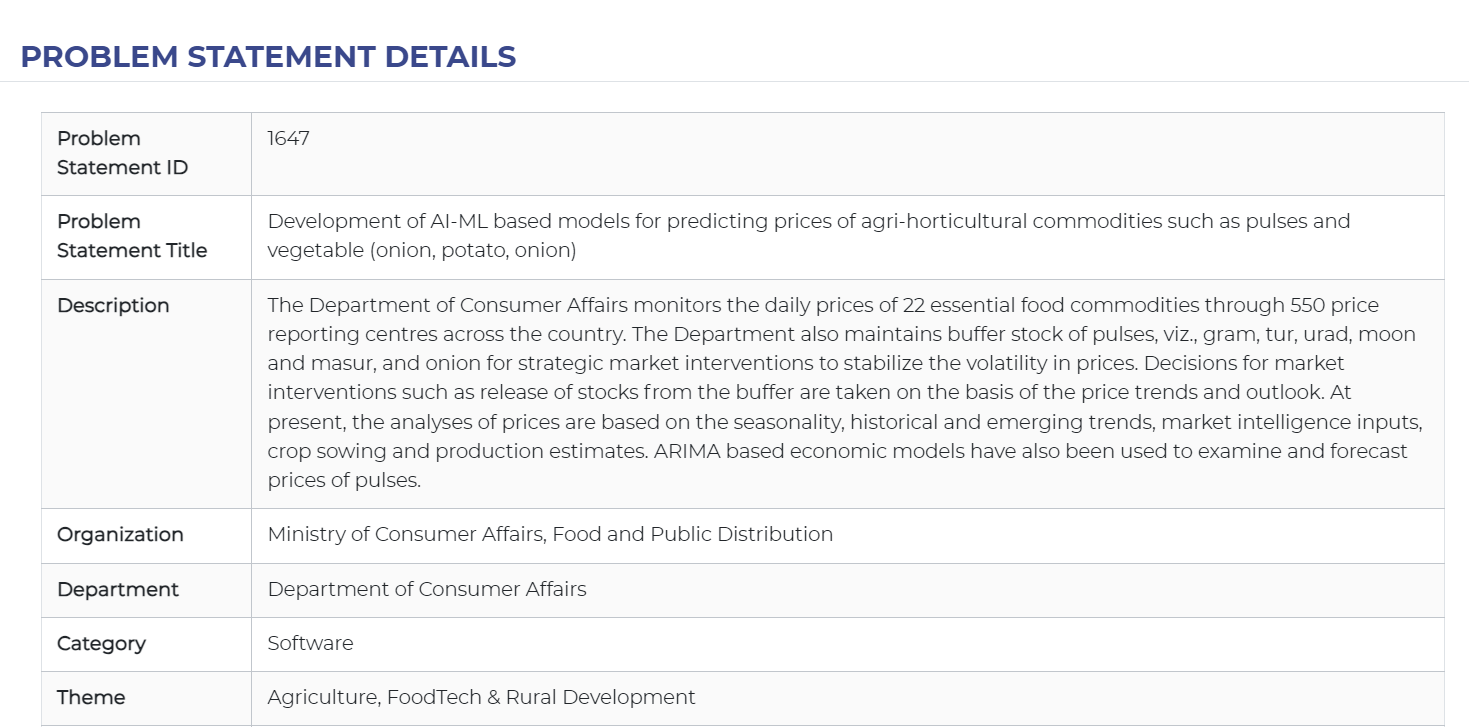 PROBLEM STATEMENT DETAILS
Problem
Statement ID
1647
Problem
Statement Title
Development of AI-ML based models for predicting prices of agri-horticultural commodities such as pulses and
vegetable (onion, potato, onion)
Description
The Department of Consumer Affairs monitors the daily prices of 22 essential food commodities through 550 price
reporting centres across the country. The Department also maintains buffer stock of pulses, viz., gram, tur, urad, moon
and masur, and onion for strategic market interventions to stabilize the volatility in prices. Decisions for market
interventions such as release of stocks from the buffer are taken on the basis of the price trends and outlook. At
present, the analyses of prices are based on the seasonality, historical and emerging trends, market intelligence inputs,
crop sowing and production estimates. ARIMA based economic models have also been used to examine and forecast
prices of pulses.
Organization
Ministry of Consumer Affairs, Food and Public Distribution
Department
Department of Consumer Affairs
Category
Software
Theme
Agriculture, FoodTech & Rural Development